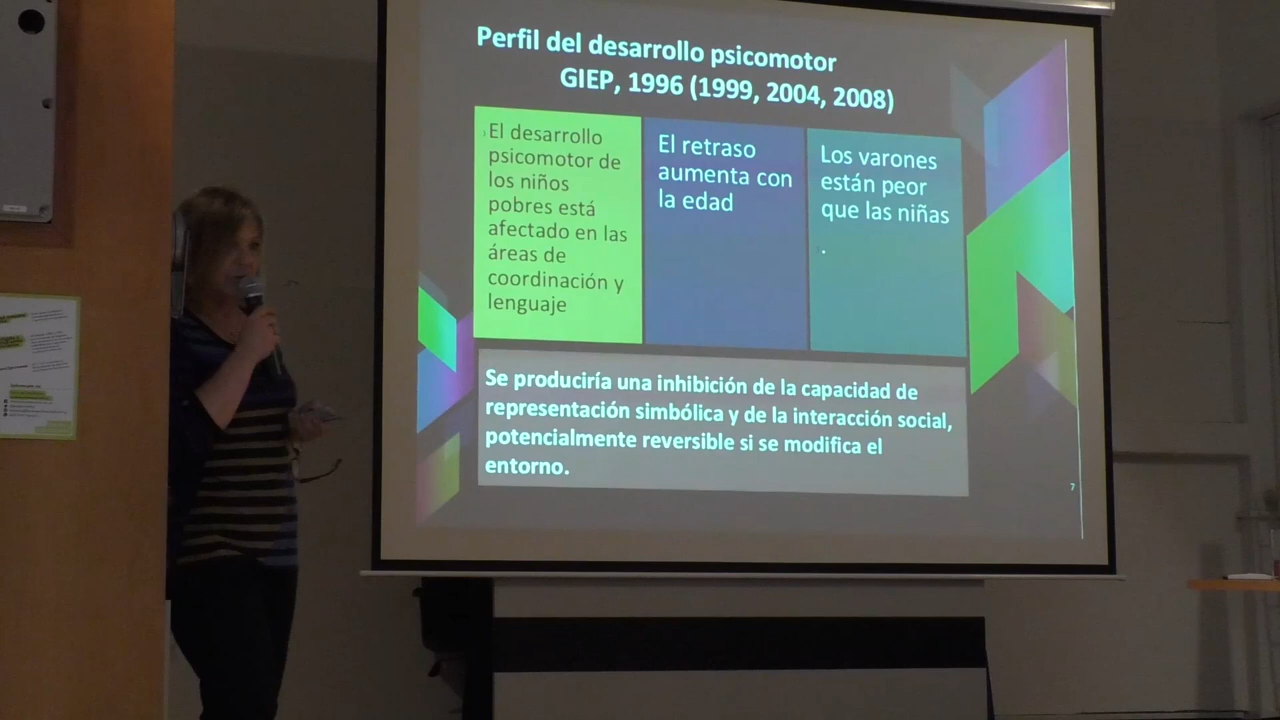 Perfil del desarrollo psicomotor
GIEP, 1996 (1999, 2004, 2008)
El desarrollo
psicomotor de
los niños
pobres está
afectado en las
áreas de
coordinación y
lenguaje
El retraso
aumenta con
la edad
Los varones
están peor
que las niñas
.
Se produciría una inhibición de la capacidad de
representación simbólica y de la interacción social,
potencialmente reversible si se modifica el
entorno.
7